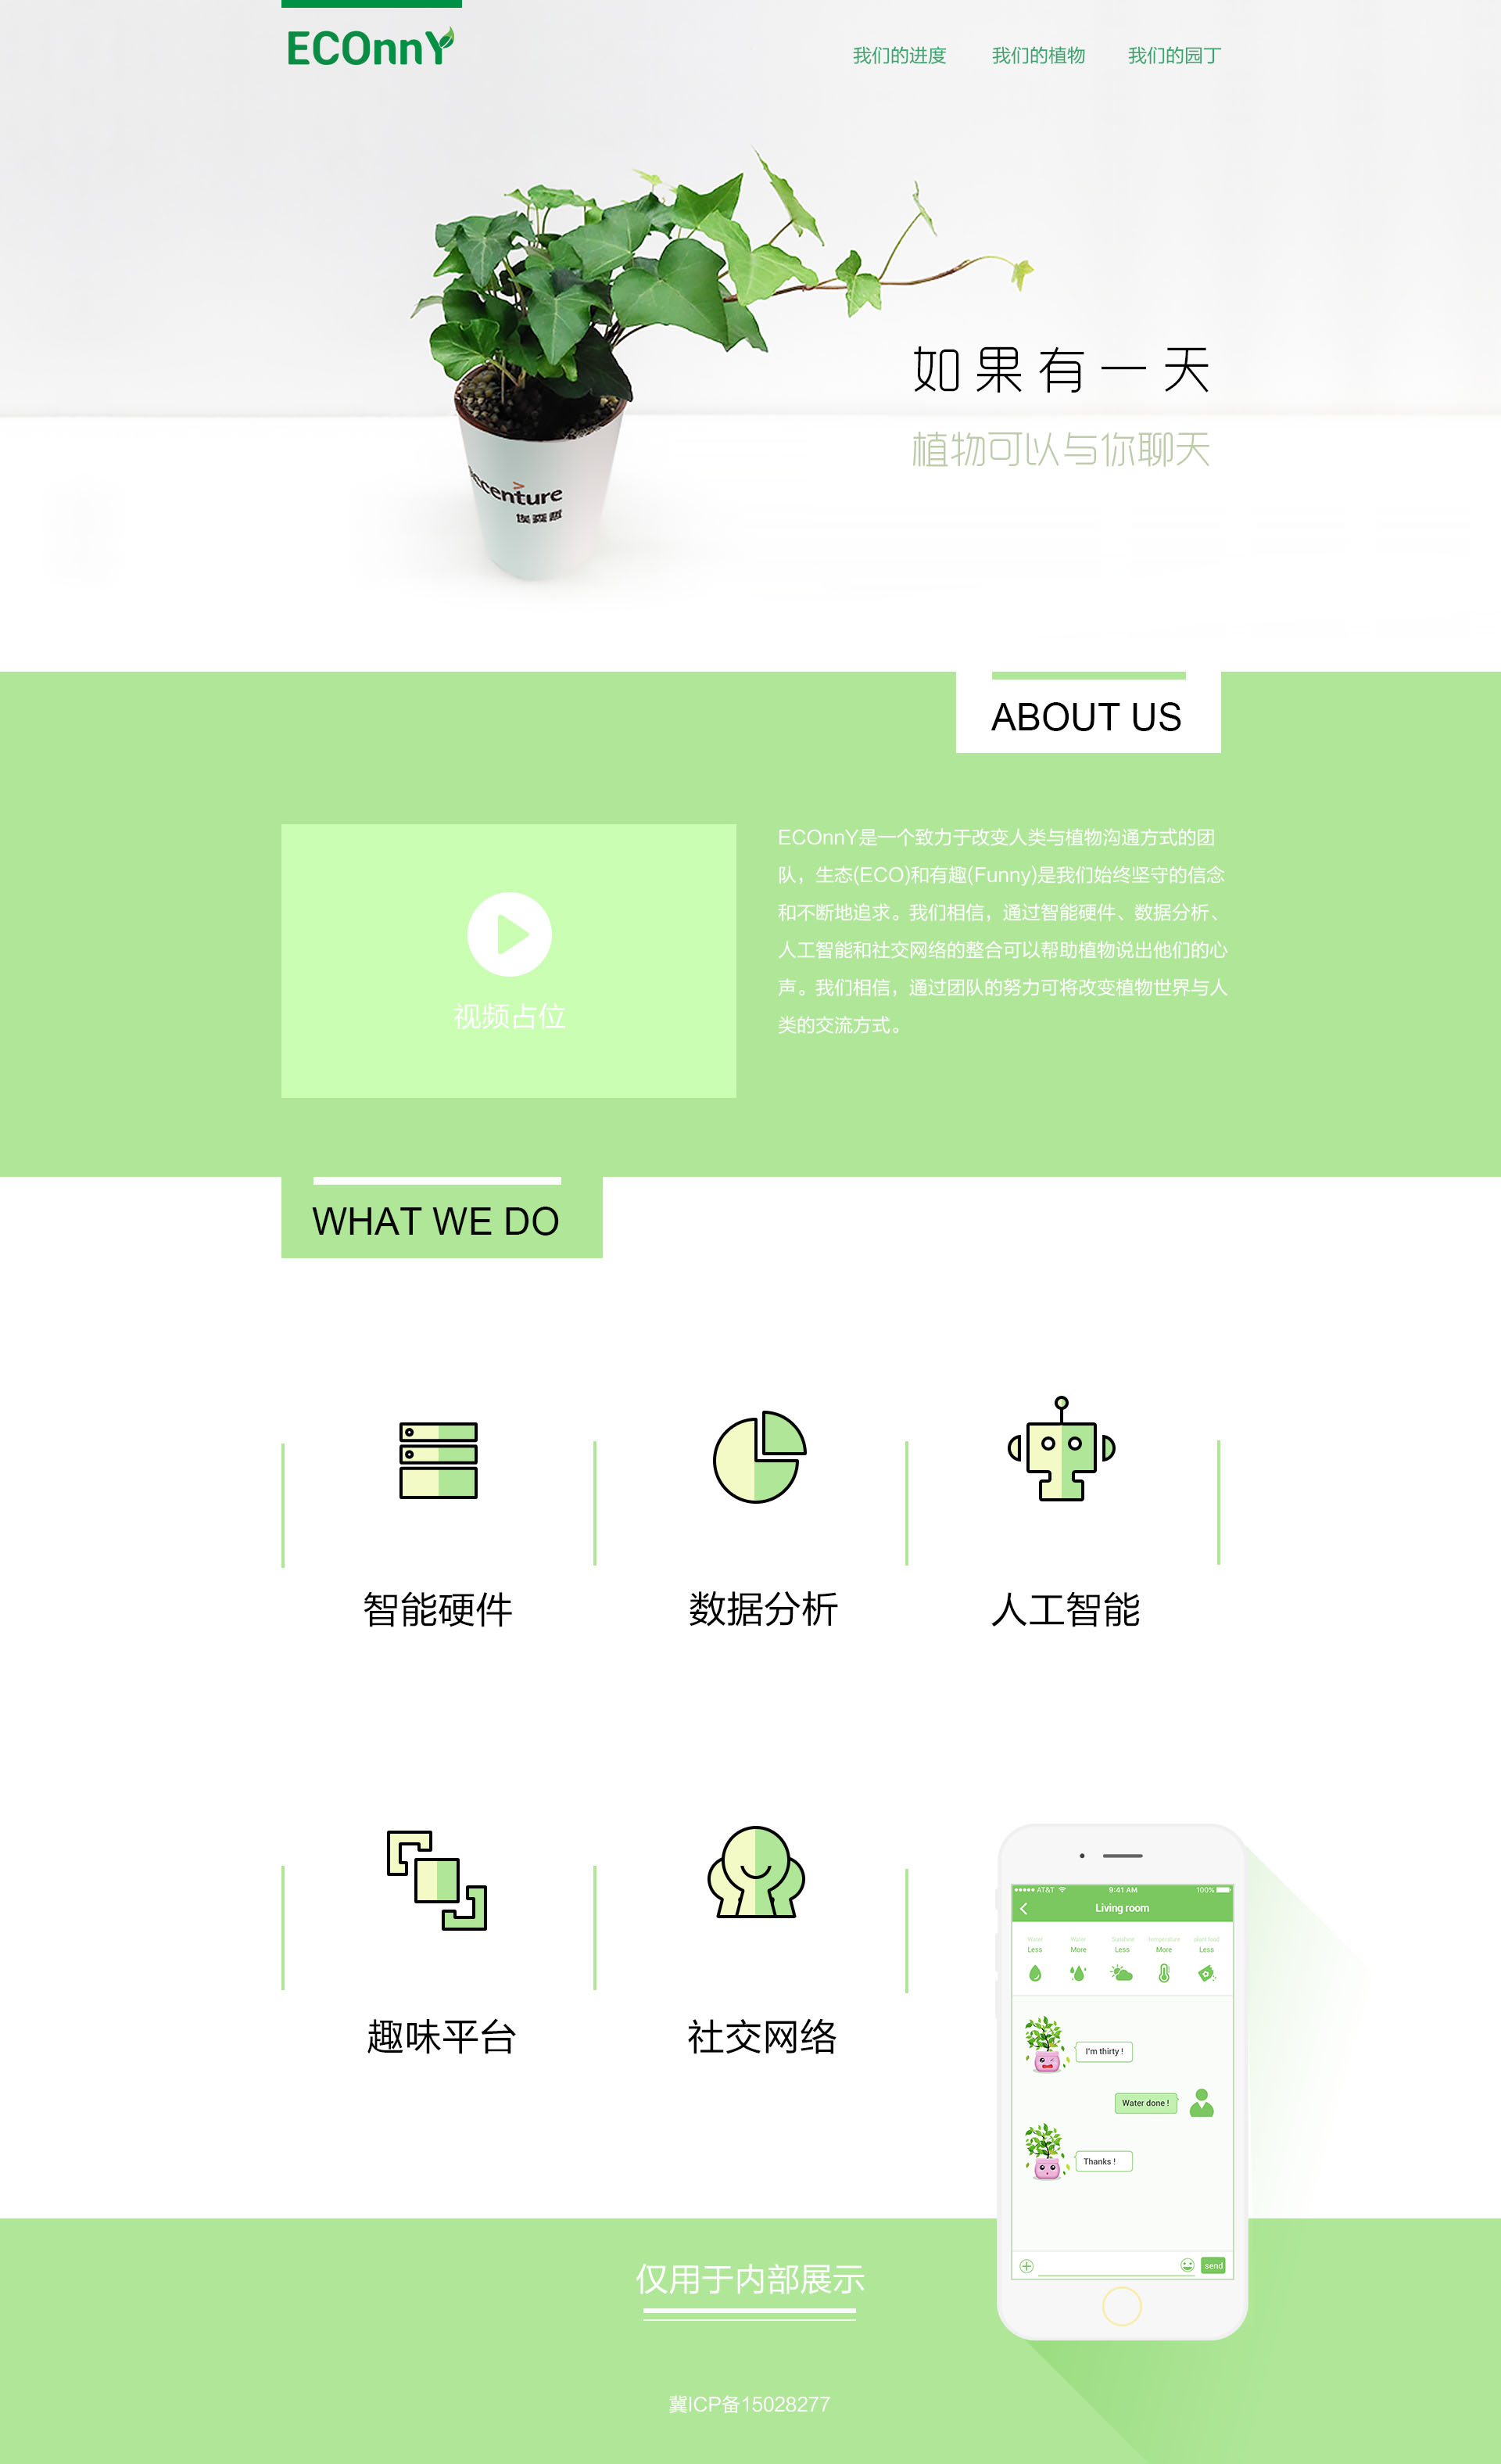 ECOnnY
我们的进度 我们的植物 我们的园丁
如果有一天
植物可以与你聊天
accenture
埃森哲
ABOUT US
ECOnnY是一个致力于改变人类与植物沟通方式的团
队，生态(ECO)和有趣(Funny)是我们始终坚守的信念
和不断地追求。我们相信，通过智能硬件、数据分析、
人工智能和社交网络的整合可以帮助植物说出他们的心
声。我们相信，通过团队的努力可将改变植物世界与人
类的交流方式。
视频占位
WHAT WE DO
智能硬件 数据分析 人工智能
趣味平台 社交网络
AT&T 9:41 AM 100%
Living room
Water Water Sunshine temperature plant food
Less More Less More Less
I'm thirty !
Water done !
Thanks !
send
仅用于内部展示
冀ICP备15028277